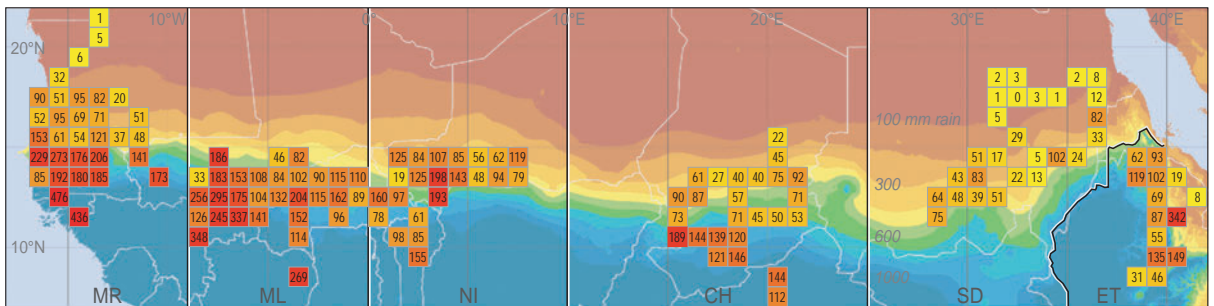 1 10°W 0° 10°E 20°E 30°E 40°E
5
20°N
6
32 2 3 2 8
90 51 95 82 20 1 0 3 1 12
52 95 69 71 51 100 mm rain 5 82
153 61 54 121 37 48 22 29 33
229 273 176 206 141 186 46 82 125 84 107 85 56 62 119 45 51 17 5 102 24 62 93
85 192 180 185 173 33 183 153 108 84 102 90 115 110 19 125 198 143 48 94 79 61 27 40 40 75 92 300 43 83 22 13 119 102 19
476 256 295 175 104 132 204 115 162 89 160 97 193 90 87 57 71 64 48 39 51 69 8
436 126 245 337 141 152 96 78 61 73 71 45 50 53 75 87 342
348 114 98 85 189 144 139 120 600 55
10°N
155 121 146 135 149
269 144 1000 31 46
MR ML NI CH 112 SD ET